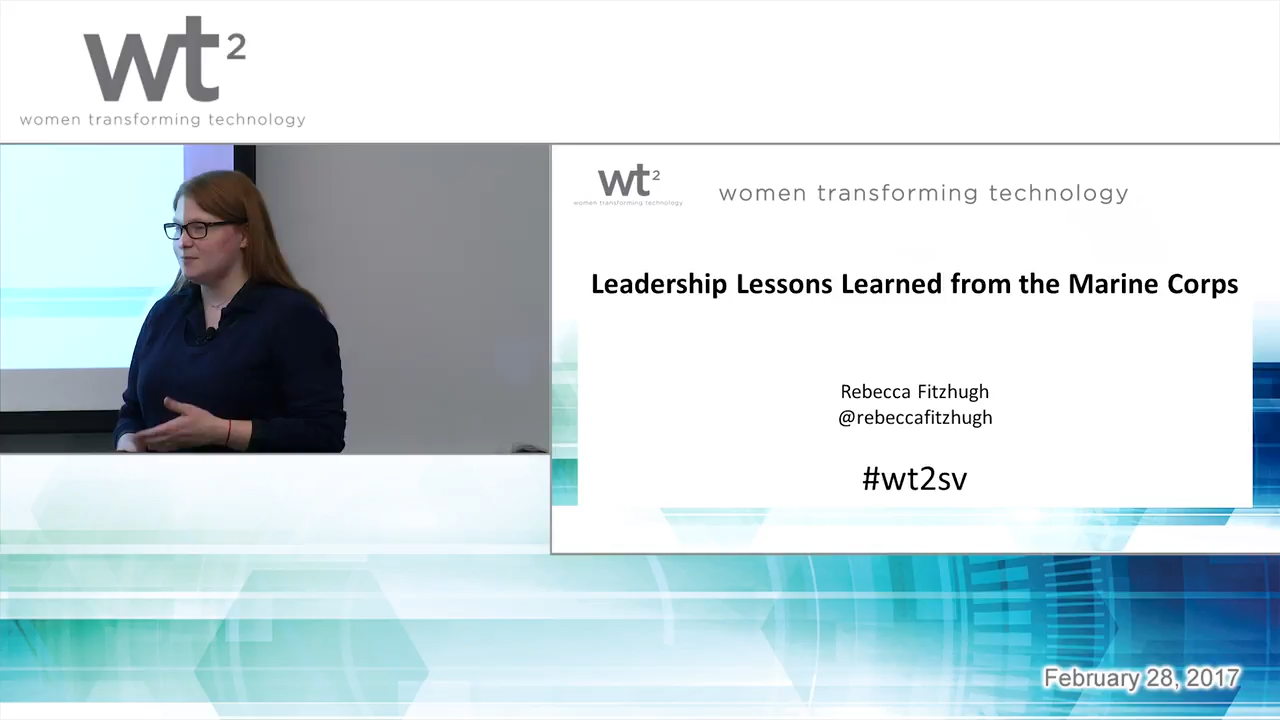 wt2
women transforming technology
wt2
women transforming technology
women transforming technology
Leadership Lessons Learned from the Marine Corps
Rebecca Fitzhugh
@rebeccafitzhugh
#wt2sv
February 28, 2017